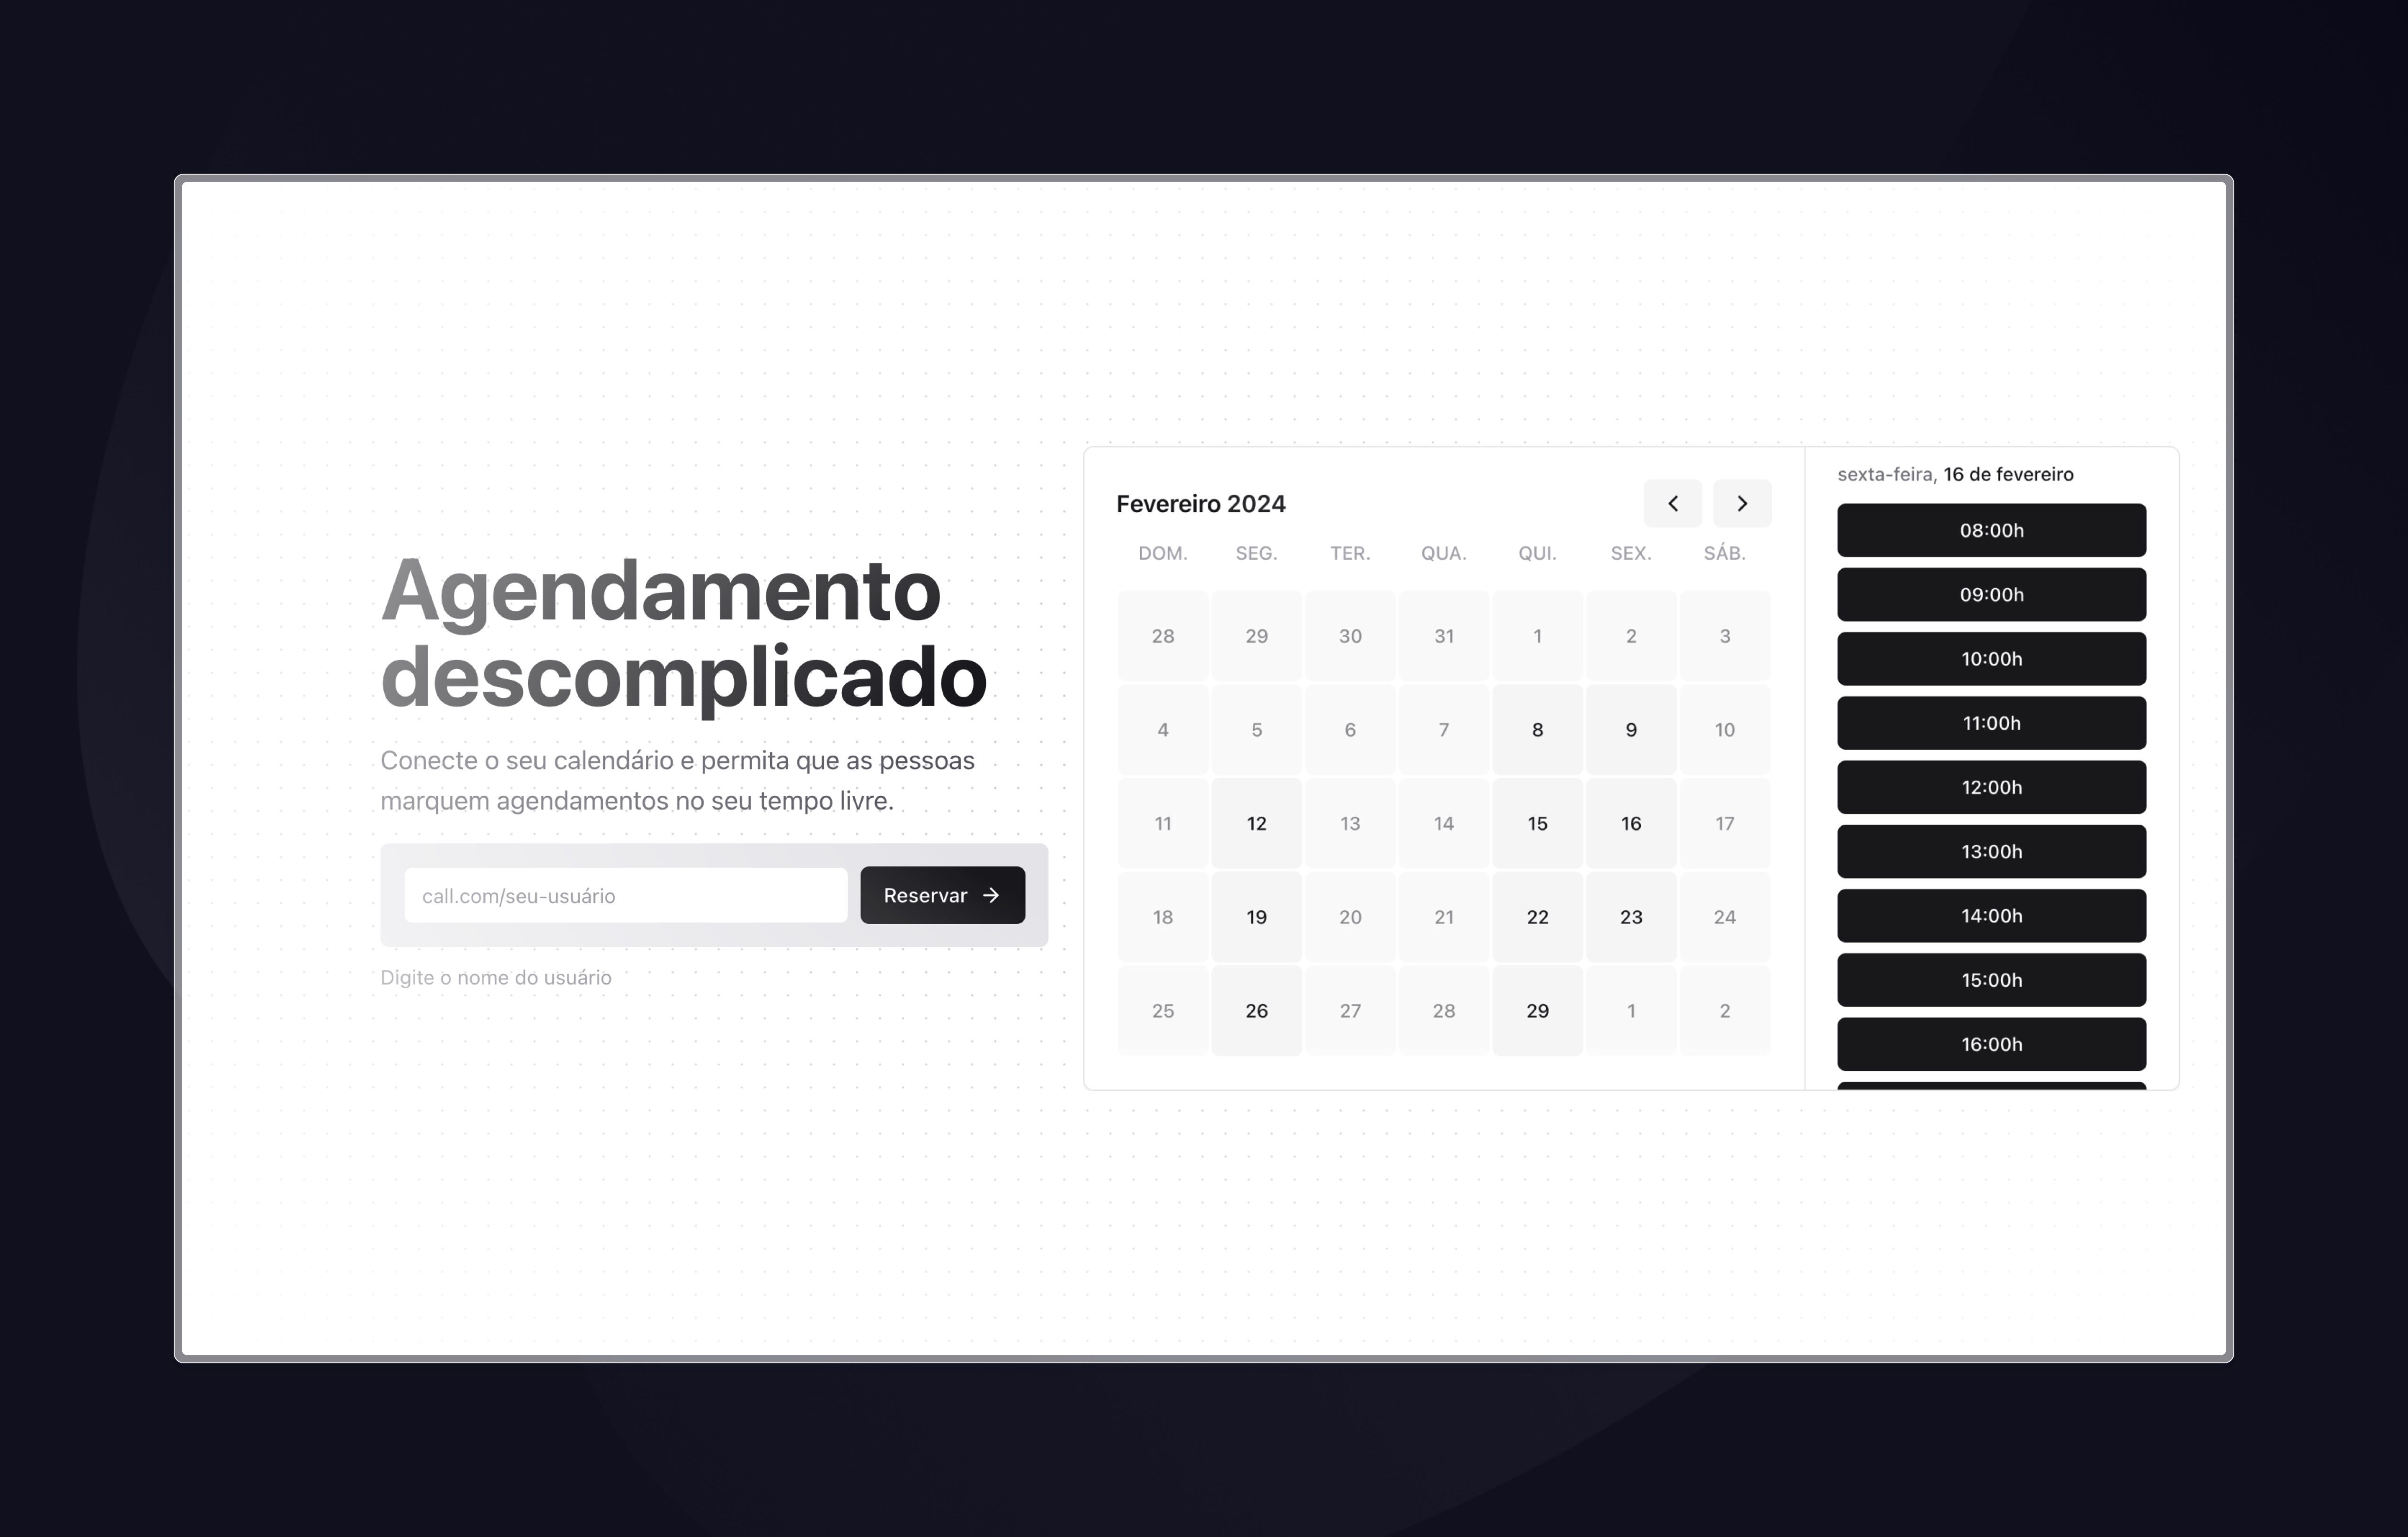 Agendamento
descomplicado
Conecte o seu calendário e permita que as pessoas
marquem agendamentos no seu tempo livre.
call.com/seu-usuário
Reservar
Digite o nome do usuário
Fevereiro 2024
DOM. SEG. TER. QUA. QUI. SEX. SÁB.
28 29 30 31 1 2 3
4 5 6 7 8 9 10
11 12 13 14 15 16 17
18 19 20 21 22 23 24
25 26 27 28 29 1 2
sexta-feira, 16 de fevereiro
08:00h
09:00h
10:00h
11:00h
12:00h
13:00h
14:00h
15:00h
16:00h